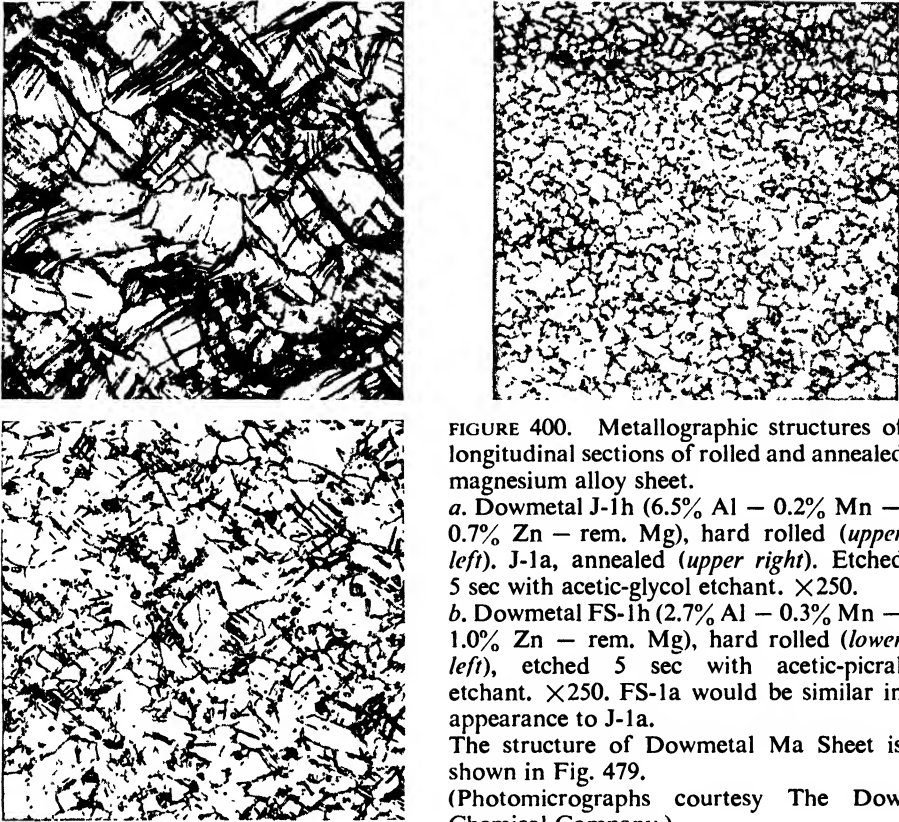 FIGURE 400. Metallographic structures of
longitudinal sections of rolled and annealed
magnesium alloy sheet.
a. Dowmetal J-1h (6.5% Al − 0.2% Mn −
0.7% Zn − rem. Mg), hard rolled (upper
left). J-1a, annealed (upper right). Etched
5 sec with acetic-glycol etchant. ×250.
b. Dowmetal FS-1h (2.7% Al − 0.3% Mn −
1.0% Zn − rem. Mg), hard rolled (lower
left), etched 5 sec with acetic-picral
etchant. ×250. FS-1a would be similar in
appearance to J-1a.
The structure of Dowmetal Ma Sheet is
shown in Fig. 479.
(Photomicrographs courtesy The Dow
Chemical Company.)